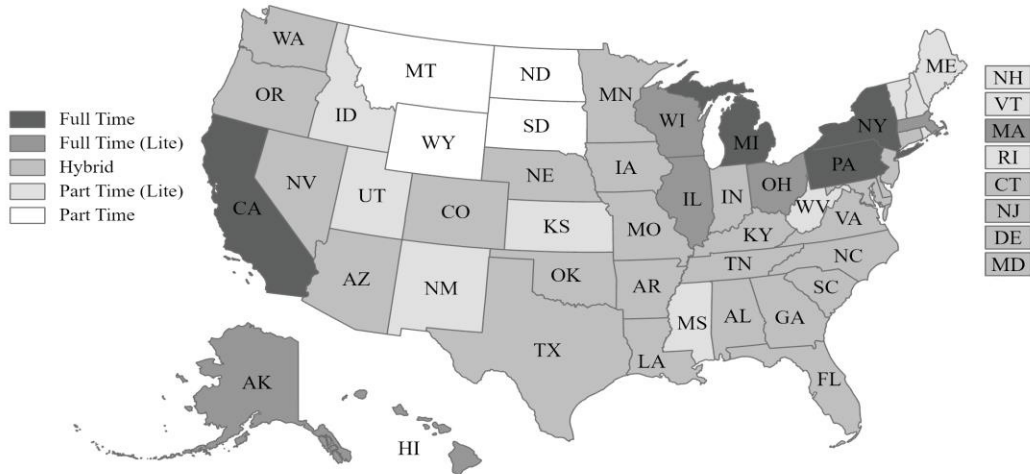 WA
MT
ND
MN
ME
OR
ID
SD
WI
NY
WY
MI
PA
NE
IA
NV
UT
CO
IL
IN
OH
WV
VA
CA
KS
MO
KY
NC
TN
AZ
NM
OK
AR
SC
MS
AL
GA
TX
LA
FL
AK
HI
Full Time
Full Time (Lite)
Hybrid
Part Time (Lite)
Part Time
NH
VT
MA
RI
CT
NJ
DE
MD